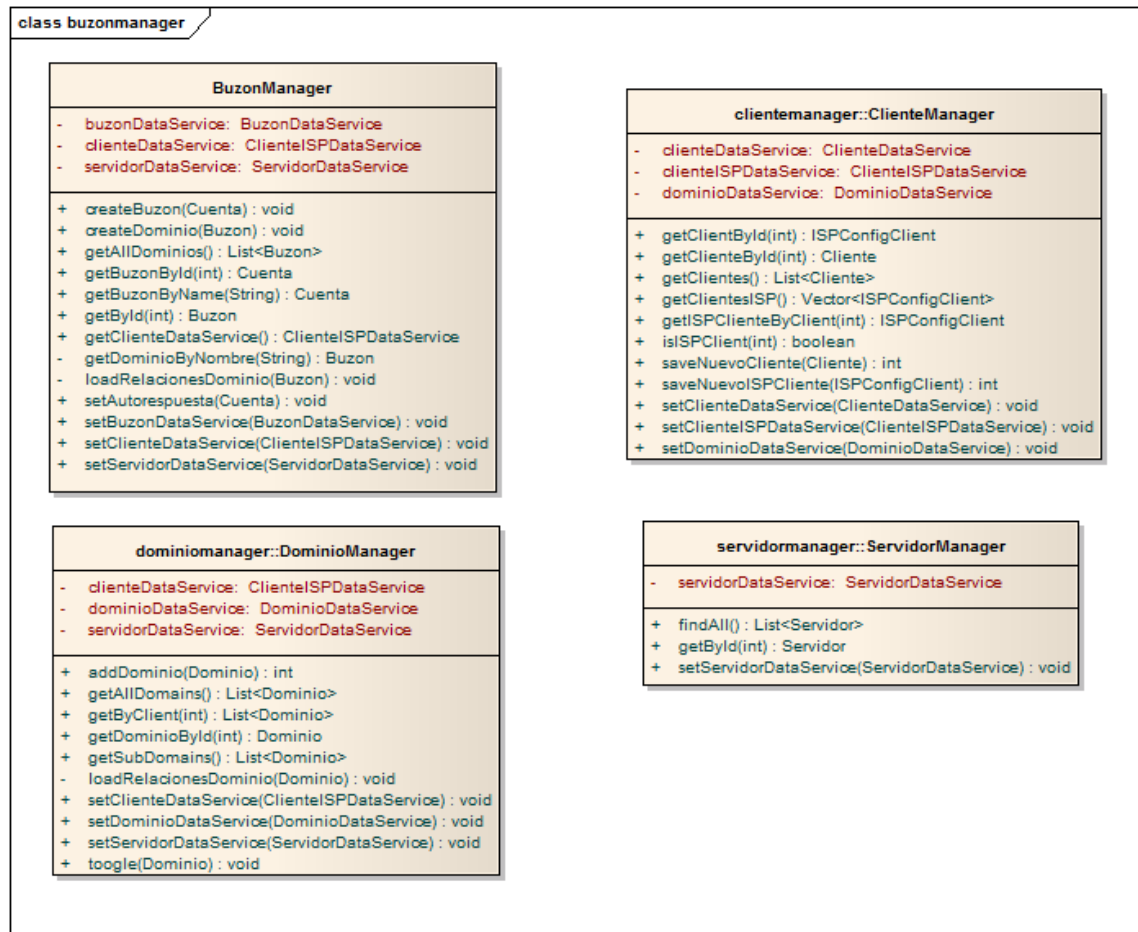 class buzonmanager
BuzonManager
- buzonDataService: BuzonDataService
- clienteDataService: ClienteISPDataService
- servidorDataService: ServidorDataService
+ createBuzon(Cuenta) : void
+ createDominio(Buzon) : void
+ getAllDominios() : List<Buzon>
+ getBuzonById(int) : Cuenta
+ getBuzonByName(String) : Cuenta
+ getById(int) : Buzon
+ getClienteDataService() : ClienteISPDataService
- getDominioByNombre(String) : Buzon
- loadRelacionesDominio(Buzon) : void
+ setAutorespuesta(Cuenta) : void
+ setBuzonDataService(BuzonDataService) : void
+ setClienteDataService(ClienteISPDataService) : void
+ setServidorDataService(ServidorDataService) : void
clientemanager::ClienteManager
- clienteDataService: ClienteDataService
- clienteISPDataService: ClienteISPDataService
- dominioDataService: DominioDataService
+ getClientById(int) : ISPConfigClient
+ getClienteById(int) : Cliente
+ getClientes() : List<Cliente>
+ getClientesISP() : Vector<ISPConfigClient>
+ getISPClienteByClient(int) : ISPConfigClient
+ isISPClient(int) : boolean
+ saveNuevoCliente(Cliente) : int
+ saveNuevoISPCliente(ISPConfigClient) : int
+ setClienteDataService(ClienteDataService) : void
+ setClienteISPDataService(ClienteISPDataService) : void
+ setDominioDataService(DominioDataService) : void
dominiomanager::DominioManager
- clienteDataService: ClienteISPDataService
- dominioDataService: DominioDataService
- servidorDataService: ServidorDataService
+ addDominio(Dominio) : int
+ getAllDomains() : List<Dominio>
+ getByClient(int) : List<Dominio>
+ getDominioById(int) : Dominio
+ getSubDomains() : List<Dominio>
- loadRelacionesDominio(Dominio) : void
+ setClienteDataService(ClienteISPDataService) : void
+ setDominioDataService(DominioDataService) : void
+ setServidorDataService(ServidorDataService) : void
+ toogle(Dominio) : void
servidormanager::ServidorManager
- servidorDataService: ServidorDataService
+ findAll() : List<Servidor>
+ getById(int) : Servidor
+ setServidorDataService(ServidorDataService) : void